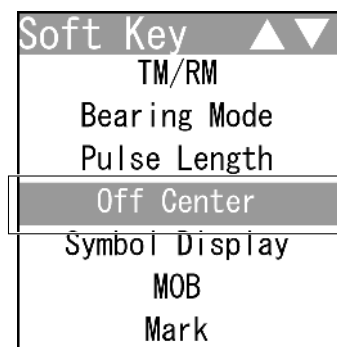 Soft Key ▲▼
TM/RM
Bearing Mode
Pulse Length
Off Center
Symbol Display
MOB
Mark